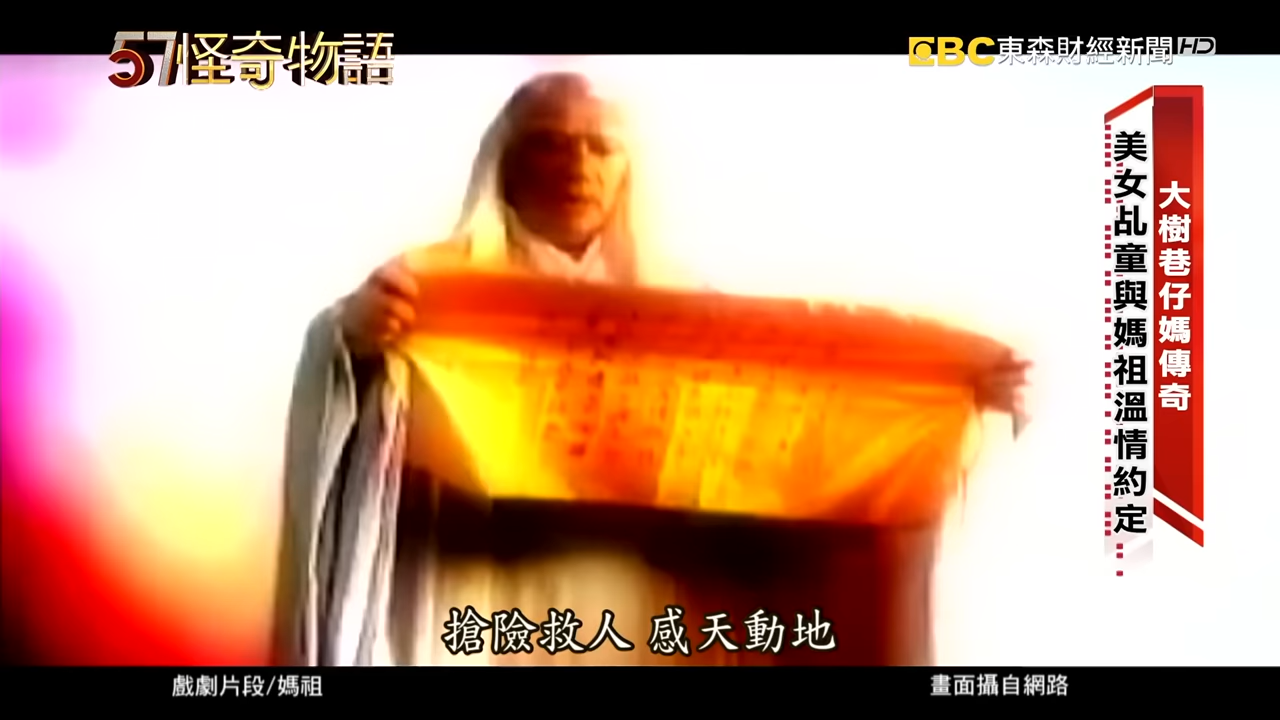 57怪奇物語
EBC東森財經新聞HD
大樹巷仔媽傳奇
美女乩童與媽祖溫情約定
搶險救人 感天動地
戲劇片段/媽祖
畫面攝自網路